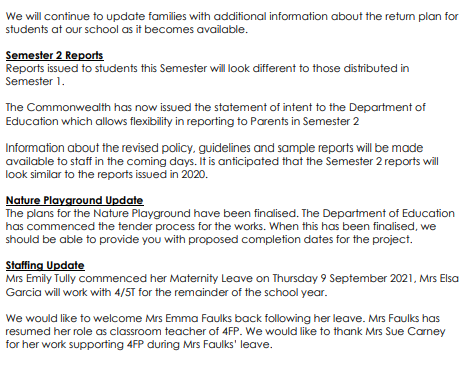 We will continue to update families with additional information about the return plan for
students at our school as it becomes available.
Semester 2 Reports
Reports issued to students this Semester will look different to those distributed in
Semester 1.
The Commonwealth has now issued the statement of intent to the Department of
Education which allows flexibility in reporting to Parents in Semester 2
Information about the revised policy, guidelines and sample reports will be made
available to staff in the coming days. It is anticipated that the Semester 2 reports will
look similar to the reports issued in 2020.
Nature Playground Update
The plans for the Nature Playground have been finalised. The Department of Education
has commenced the tender process for the works. When this has been finalised, we
should be able to provide you with proposed completion dates for the project.
Staffing Update
Mrs Emily Tully commenced her Maternity Leave on Thursday 9 September 2021, Mrs Elsa
Garcia will work with 4/5T for the remainder of the school year.
We would like to welcome Mrs Emma Faulks back following her leave. Mrs Faulks has
resumed her role as classroom teacher of 4FP. We would like to thank Mrs Sue Carney
for her work supporting 4FP during Mrs Faulks' leave.